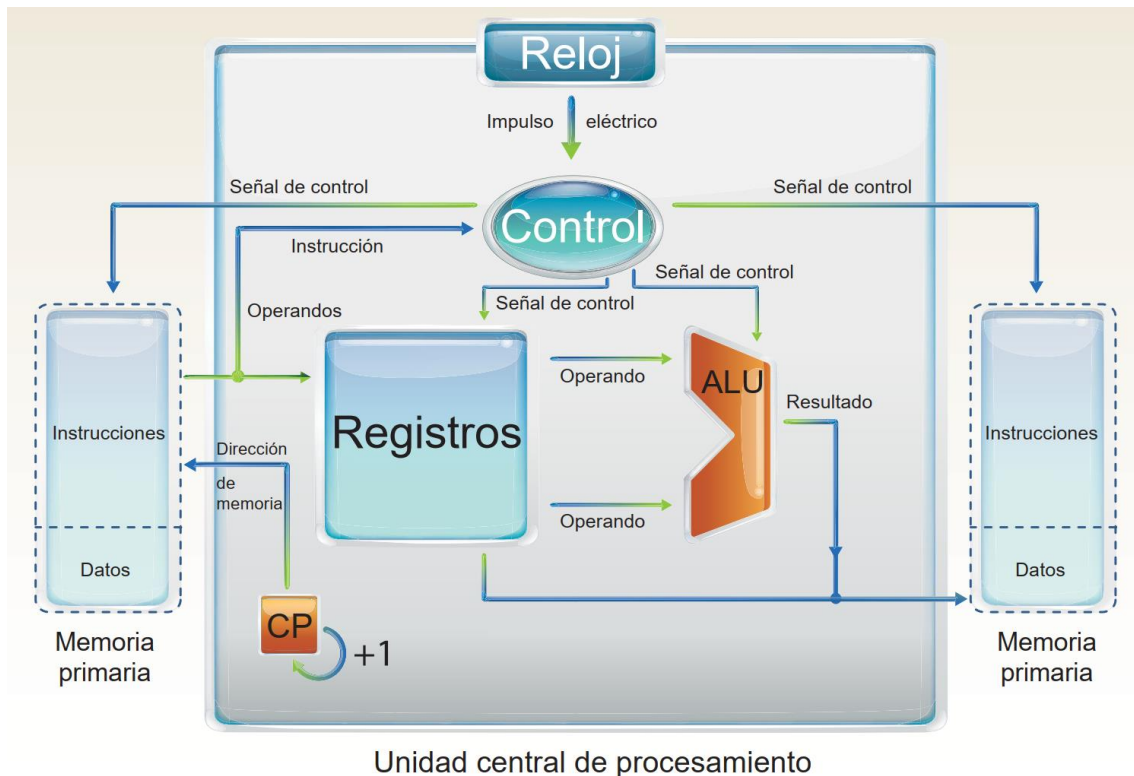 Reloj
Impulso eléctrico
Señal de control
Señal de control
Control
Instrucción
Señal de control
Señal de control
Operandos
Operando
ALU
Resultado
Registros
Instrucciones
Instrucciones
Dirección
de
memoria
Operando
Datos
Datos
CP
+1
Memoria
primaria
Memoria
primaria
Unidad central de procesamiento